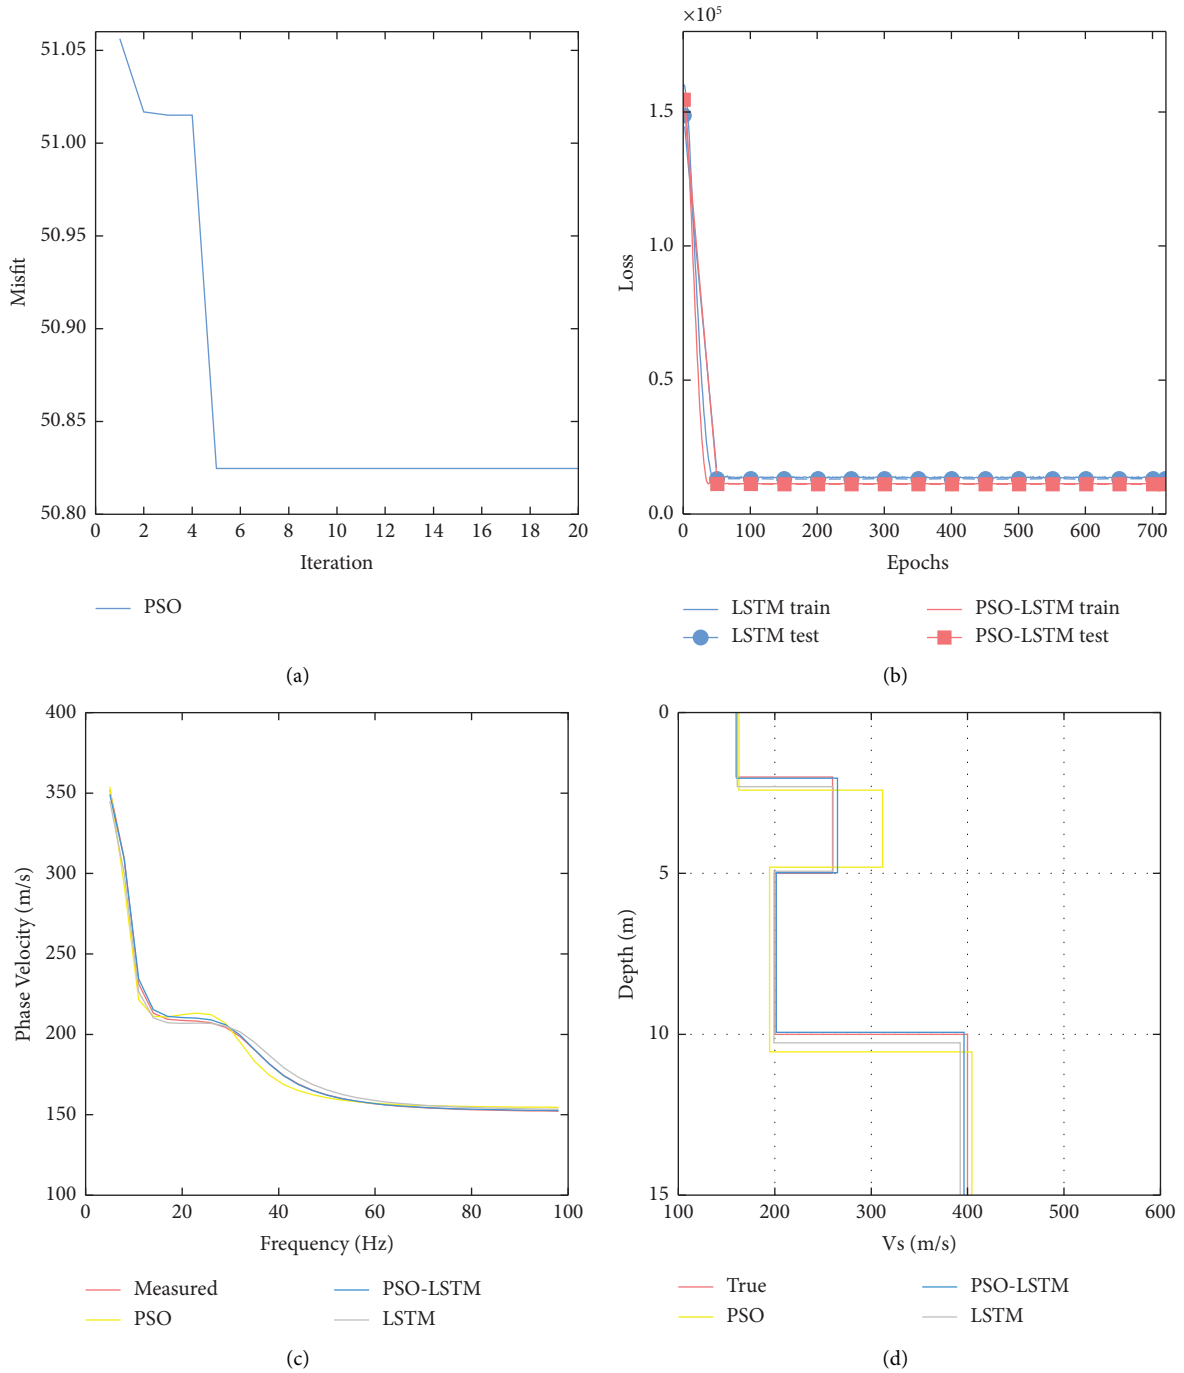 51.05
51.00
50.95
50.90
50.85
50.80
Misfit
0 2 4 6 8 10 12 14 16 18 20
Iteration
PSO
(a)
×10⁵
1.5
1.0
0.5
0.0
Loss
0 100 200 300 400 500 600 700
Epochs
LSTM train
LSTM test
PSO-LSTM train
PSO-LSTM test
(b)
400
350
300
250
200
150
100
Phase Velocity (m/s)
0 20 40 60 80 100
Frequency (Hz)
Measured
PSO
PSO-LSTM
LSTM
(c)
0
5
10
15
Depth (m)
100 200 300 400 500 600
Vs (m/s)
True
PSO
PSO-LSTM
LSTM
(d)